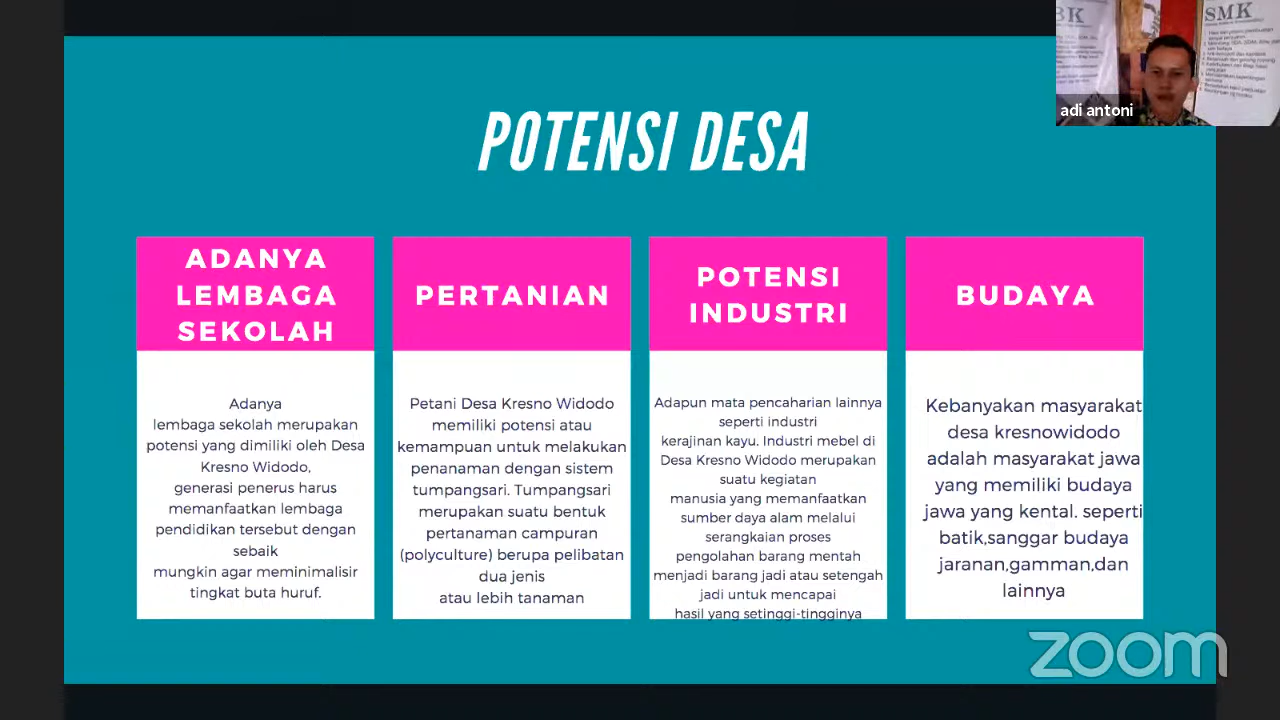 BK
SMK
adi antoni
POTENSI DESA
ADANYA
LEMBAGA
SEKOLAH
Adanya
lembaga sekolah merupakan
potensi yang dimiliki oleh Desa
Kresno Widodo,
generasi penerus harus
memanfaatkan lembaga
pendidikan tersebut dengan
sebaik
mungkin agar meminimalisir
tingkat buta huruf.
PERTANIAN
Petani Desa Kresno Widodo
memiliki potensi atau
kemampuan untuk melakukan
penanaman dengan sistem
tumpangsari. Tumpangsari
merupakan suatu bentuk
pertanaman campuran
(polyculture) berupa pelibatan
dua jenis
atau lebih tanaman
POTENSI
INDUSTRI
Adapun mata pencaharian lainnya
seperti industri
kerajinan kayu. Industri mebel di
Desa Kresno Widodo merupakan
suatu kegiatan
manusia yang memanfaatkan
sumber daya alam melalui
serangkaian proses
pengolahan barang mentah
menjadi barang jadi atau setengah
jadi untuk mencapai
hasil yang setinggi-tingginya
BUDAYA
Kebanyakan masyarakat
desa kresnowidodo
adalah masyarakat jawa
yang memiliki budaya
jawa yang kental. seperti
batik,sanggar budaya
jaranan,gamman,dan
lainnya
zoom